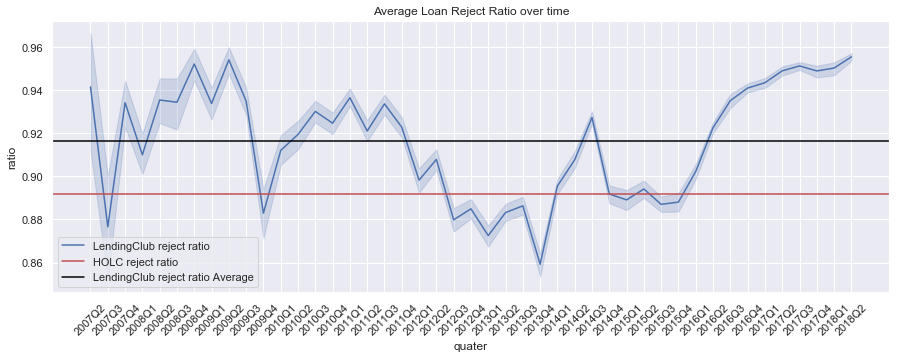 Average Loan Reject Ratio over time
ratio
0.96
0.94
0.92
0.90
0.88
0.86
LendingClub reject ratio
HOLC reject ratio
LendingClub reject ratio Average
2007Q2
2007Q3
2007Q4
2008Q1
2008Q2
2008Q3
2008Q4
2009Q1
2009Q2
2009Q3
2009Q4
2010Q1
2010Q2
2010Q3
2010Q4
2011Q1
2011Q2
2011Q3
2011Q4
2012Q1
2012Q2
2012Q3
2012Q4
2013Q1
2013Q2
2013Q3
2013Q4
2014Q1
2014Q2
2014Q3
2014Q4
2015Q1
2015Q2
2015Q3
2015Q4
2016Q1
2016Q2
2016Q3
2016Q4
2017Q1
2017Q2
2017Q3
2017Q4
2018Q1
2018Q2
quater